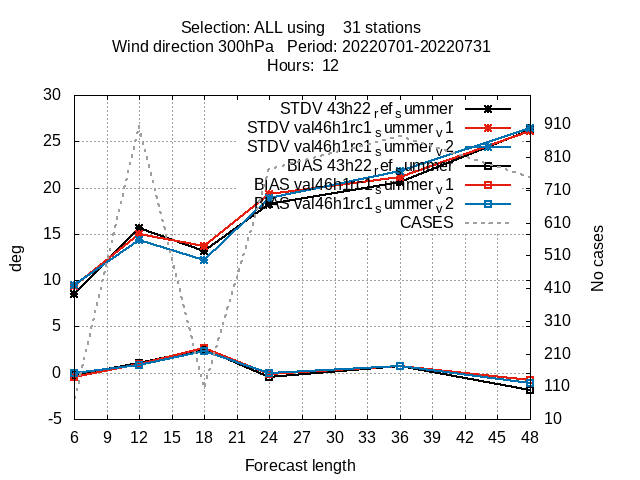 Selection: ALL using    31 stations
Wind direction 300hPa   Period: 20220701-20220731
Hours:  12
STDV 43h22_ref_summer
STDV val46h1rc1_summer_v1
STDV val46h1rc1_summer_v2
BIAS 43h22_ref_summer
BIAS val46h1rc1_summer_v1
BIAS val46h1rc1_summer_v2
CASES
30
25
20
15
10
5
0
-5
deg
910
810
710
610
510
410
310
210
110
10
No cases
6 9 12 15 18 21 24 27 30 33 36 39 42 45 48
Forecast length